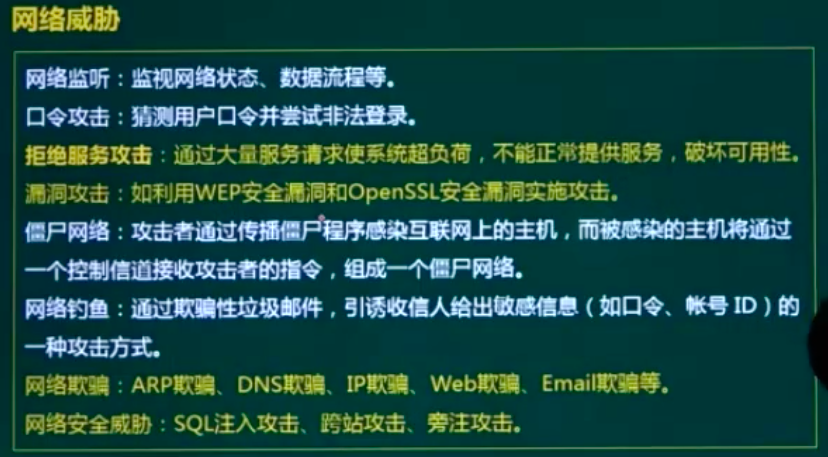 网络威胁
网络监听：监视网络状态、数据流程等。
口令攻击：猜测用户口令并尝试非法登录。
拒绝服务攻击：通过大量服务请求使系统超负荷，不能正常提供服务，破坏可用性。
漏洞攻击：如利用WEP安全漏洞和OpenSSL安全漏洞实施攻击。
僵尸网络：攻击者通过传播僵尸程序感染互联网上的主机，而被感染的主机将通过
一个控制信道接收攻击者的指令，组成一个僵尸网络。
网络钓鱼：通过欺骗性垃圾邮件，引诱收信人给出敏感信息（如口令、帐号 ID）的
一种攻击方式。
网络欺骗：ARP欺骗、DNS欺骗、IP欺骗、Web欺骗、Email欺骗等。
网络安全威胁：SQL注入攻击、跨站攻击、旁注攻击。